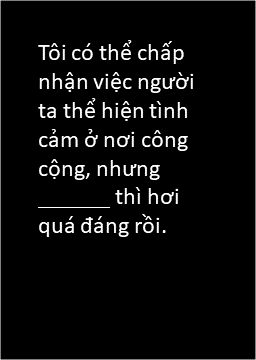 Tôi có thể chấp
nhận việc người
ta thể hiện tình
cảm ở nơi công
cộng, nhưng
_______ thì hơi
quá đáng rồi.